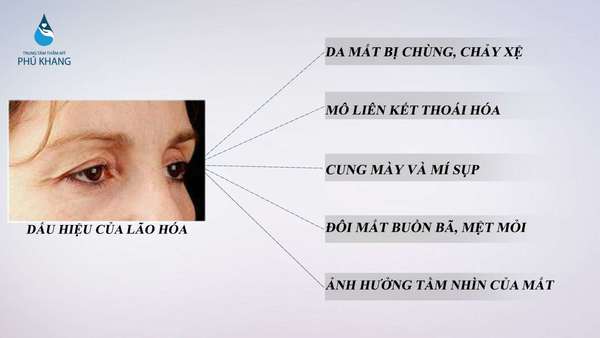 TRUNG TÂM THẨM MỸ
PHÚ KHANG
DA MẮT BỊ CHÙNG, CHẢY XỆ
MÔ LIÊN KẾT THOÁI HÓA
CUNG MÀY VÀ MÍ SỤP
ĐÔI MẮT BUỒN BÃ, MỆT MỎI
ẢNH HƯỞNG TẦM NHÌN CỦA MẮT
DẤU HIỆU CỦA LÃO HÓA